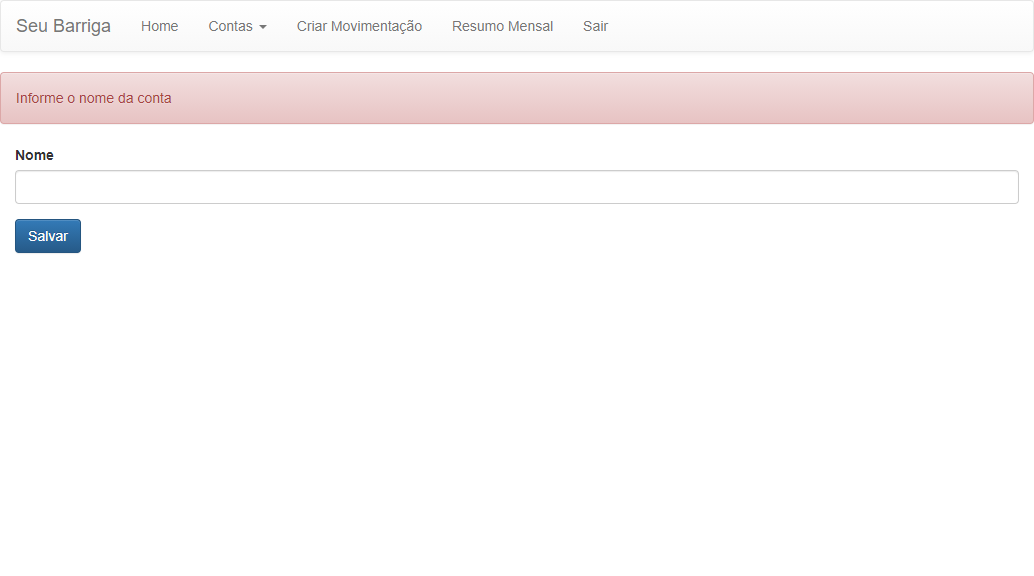 Seu Barriga Home Contas Criar Movimentação Resumo Mensal Sair
Informe o nome da conta
Nome
Salvar